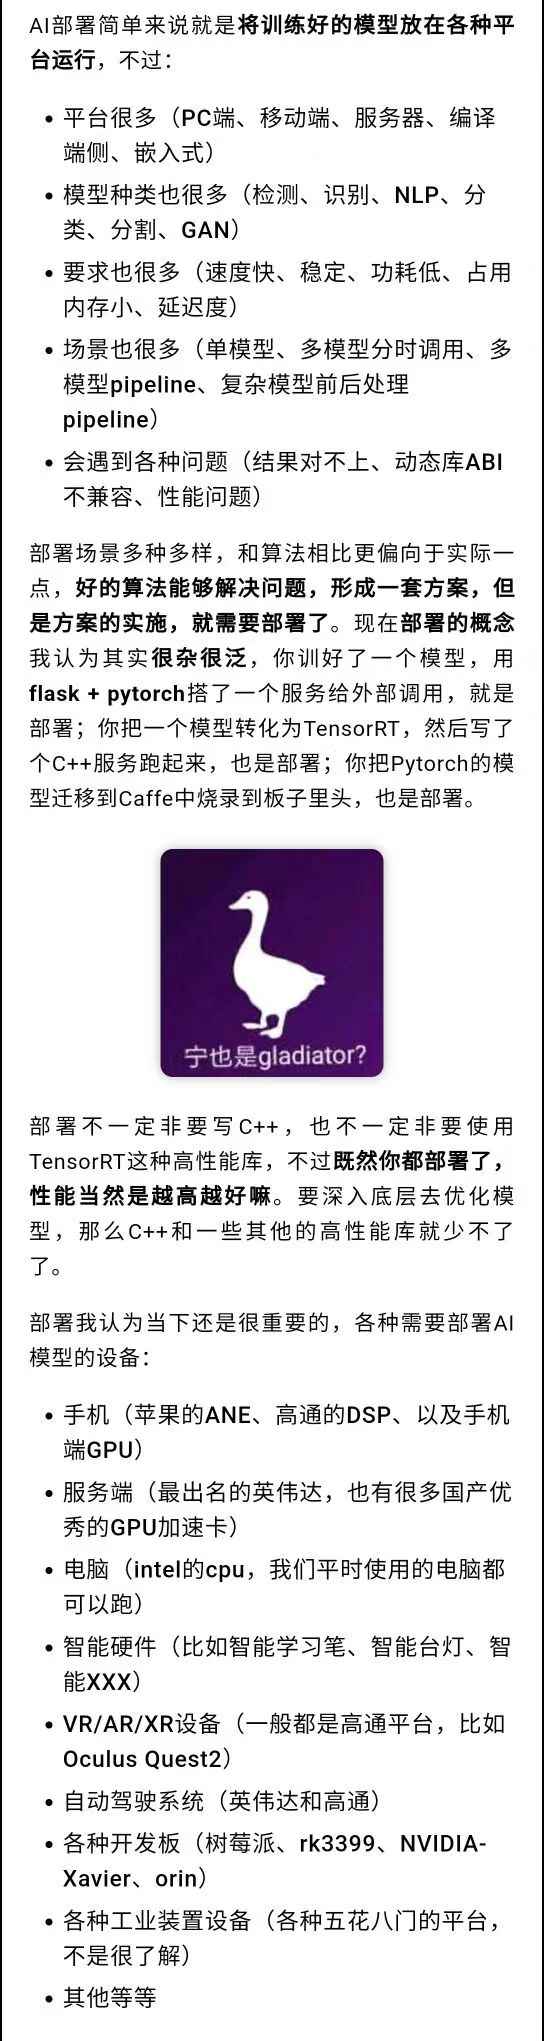 AI部署简单来说就是将训练好的模型放在各种平
台运行，不过：
• 平台很多（PC端、移动端、服务器、编译
端侧、嵌入式）
• 模型种类也很多（检测、识别、NLP、分
类、分割、GAN）
• 要求也很多（速度快、稳定、功耗低、占用
内存小、延迟度）
• 场景也很多（单模型、多模型分时调用、多
模型pipeline、复杂模型前后处理
pipeline）
• 会遇到各种问题（结果对不上、动态库ABI
不兼容、性能问题）
部署场景多种多样，和算法相比更偏向于实际一
点，好的算法能够解决问题，形成一套方案，但
是方案的实施，就需要部署了。现在部署的概念
我认为其实很杂很泛，你训好了一个模型，用
flask + pytorch搭了一个服务给外部调用，就是
部署；你把一个模型转化为TensorRT，然后写了
个C++服务跑起来，也是部署；你把Pytorch的模
型迁移到Caffe中烧录到板子里头，也是部署。
宁也是gladiator?
部署不一定非要写C++，也不一定非要使用
TensorRT这种高性能库，不过既然你都部署了，
性能当然是越高越好嘛。要深入底层去优化模
型，那么C++和一些其他的高性能库就少不了
了。
部署我认为当下还是很重要的，各种需要部署AI
模型的设备：
• 手机（苹果的ANE、高通的DSP、以及手机
端GPU）
• 服务端（最出名的英伟达，也有很多国产优
秀的GPU加速卡）
• 电脑（intel的cpu，我们平时使用的电脑都
可以跑）
• 智能硬件（比如智能学习笔、智能台灯、智
能XXX）
• VR/AR/XR设备（一般都是高通平台，比如
Oculus Quest2）
• 自动驾驶系统（英伟达和高通）
• 各种开发板（树莓派、rk3399、NVIDIA-
Xavier、orin）
• 各种工业装置设备（各种五花八门的平台，
不是很了解）
• 其他等等